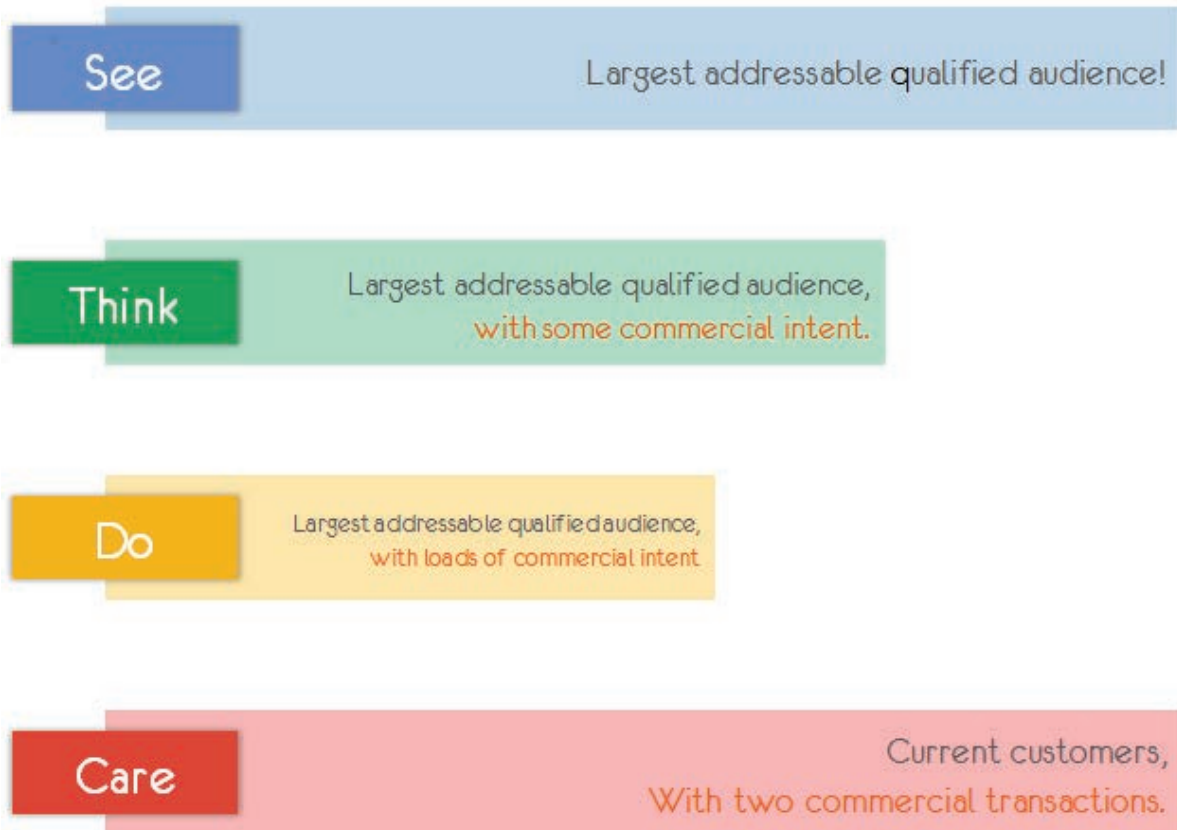 See
Largest addressable qualified audience!
Think
Largest addressable qualified audience,
with some commercial intent.
Do
Largest addressable qualified audience,
with loads of commercial intent
Care
Current customers,
With two commercial transactions.